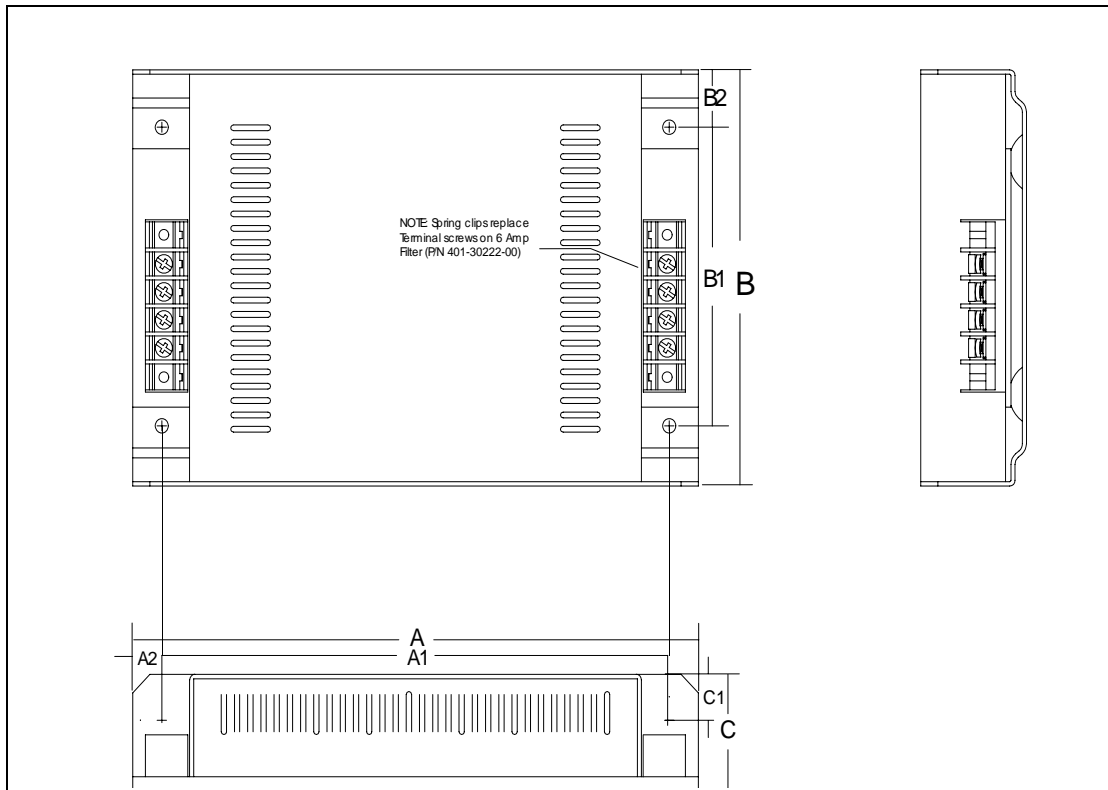 B2
NOTE: Spring clips replace
Terminal screws on 6 Amp
Filter (P/N 401-30222-00)
B1
B
A
A2
A1
C1
C